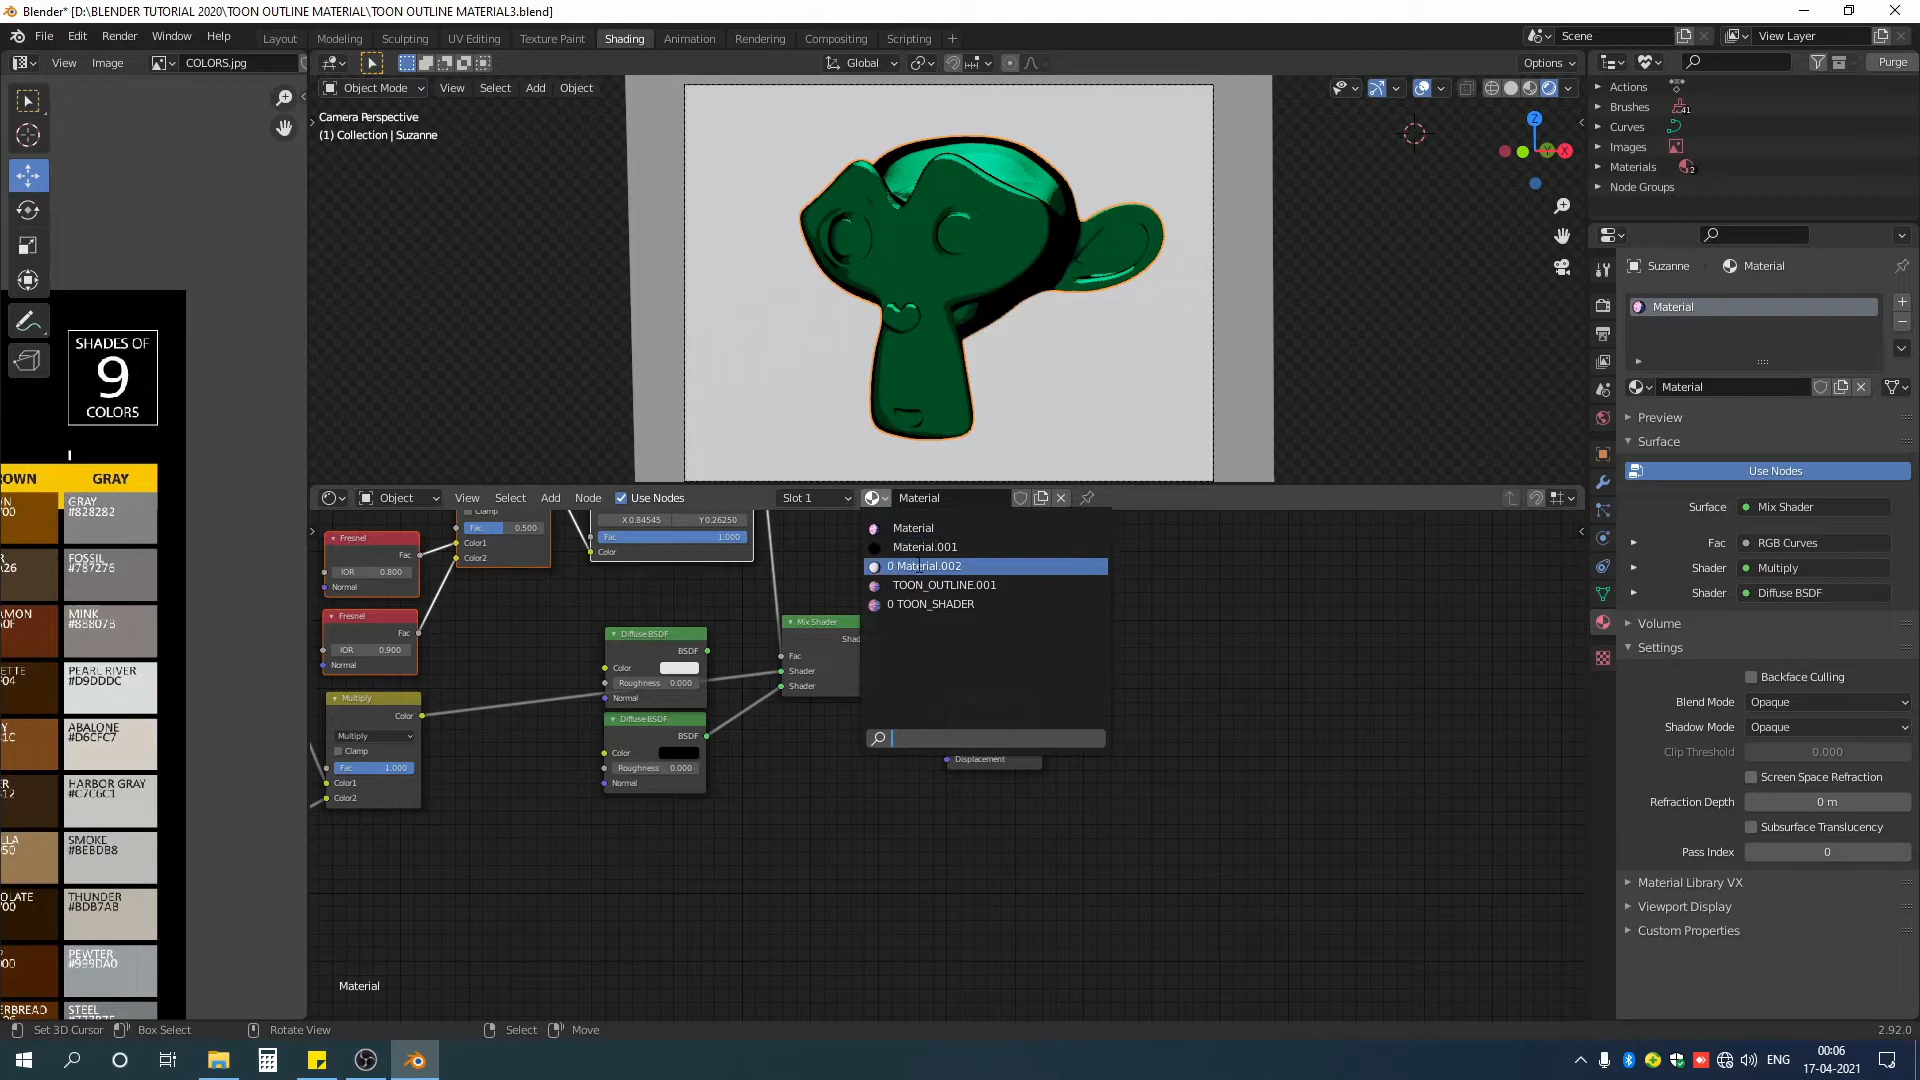 Blender* [D:\BLENDER TUTORIAL 2020\TOON OUTLINE MATERIAL\TOON OUTLINE MATERIAL3.blend]
File Edit Render Window Help
Layout Modeling Sculpting UV Editing Texture Paint Shading Animation Rendering Compositing Scripting
Scene
View Layer
View Image COLORS.jpg
Global
Options
Purge
Object Mode View Select Add Object
Camera Perspective
(1) Collection | Suzanne
Z
Y
X
Actions
Brushes 41
Curves
Images
Materials 2
Node Groups
Suzanne Material
Material
Material
Preview
Surface
Use Nodes
Surface: Mix Shader
Fac: RGB Curves
Shader: Multiply
Shader: Diffuse BSDF
Volume
Settings
Backface Culling
Blend Mode Opaque
Shadow Mode Opaque
Clip Threshold 0.000
Screen Space Refraction
Refraction Depth 0 m
Subsurface Translucency
Pass Index 0
Material Library VX
Viewport Display
Custom Properties
SHADES OF
9
COLORS
OWN GRAY
GRAY
#828282
FOSSIL
#787276
MINK
#88807B
PEARL RIVER
#D9DDDC
ABALONE
#D6CFC7
HARBOR GRAY
#C7C6C1
SMOKE
#BEBDB8
THUNDER
#BDB7AB
PEWTER
#999DA0
ERBREAD STEEL
Object View Select Add Node Use Nodes Slot 1 Material
Clamp
Fac 0.500
Color1
Color2
X 0.84545 Y 0.26250
Fac 1.000
Color
Fresnel
Fac
IOR 0.800
Normal
Fresnel
Fac
IOR 0.900
Normal
Multiply
Color
Multiply
Clamp
Fac 1.000
Color1
Color2
Diffuse BSDF
BSDF
Color
Roughness 0.000
Normal
Diffuse BSDF
BSDF
Color
Roughness 0.000
Normal
Mix Shader
Shad
Fac
Shader
Shader
Material
Material.001
0 Material.002
TOON_OUTLINE.001
0 TOON_SHADER
Displacement
Material
Set 3D Cursor Box Select Rotate View Select Move
2.92.0
ENG
00:06
17-04-2021